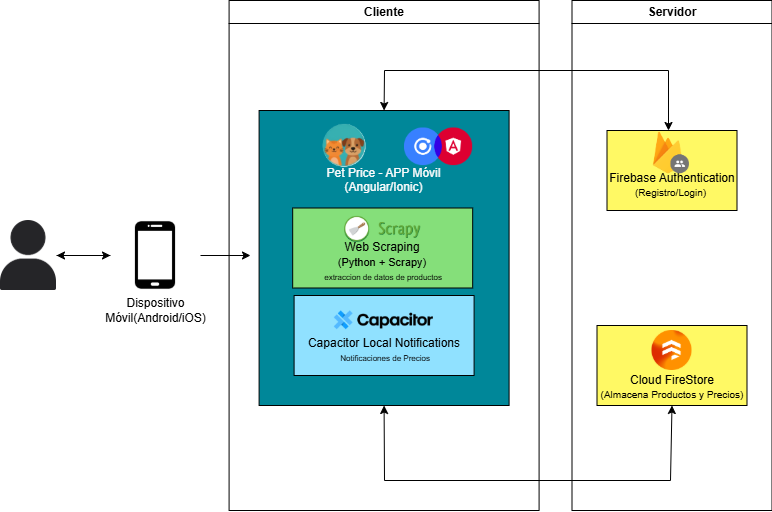 Cliente
Servidor
Pet Price - APP Móvil
(Angular/Ionic)
Scrapy
Web Scraping
(Python + Scrapy)
extraccion de datos de productos
Capacitor
Capacitor Local Notifications
Notificaciones de Precios
Dispositivo
Móvil(Android/iOS)
Firebase Authentication
(Registro/Login)
Cloud FireStore
(Almacena Productos y Precios)